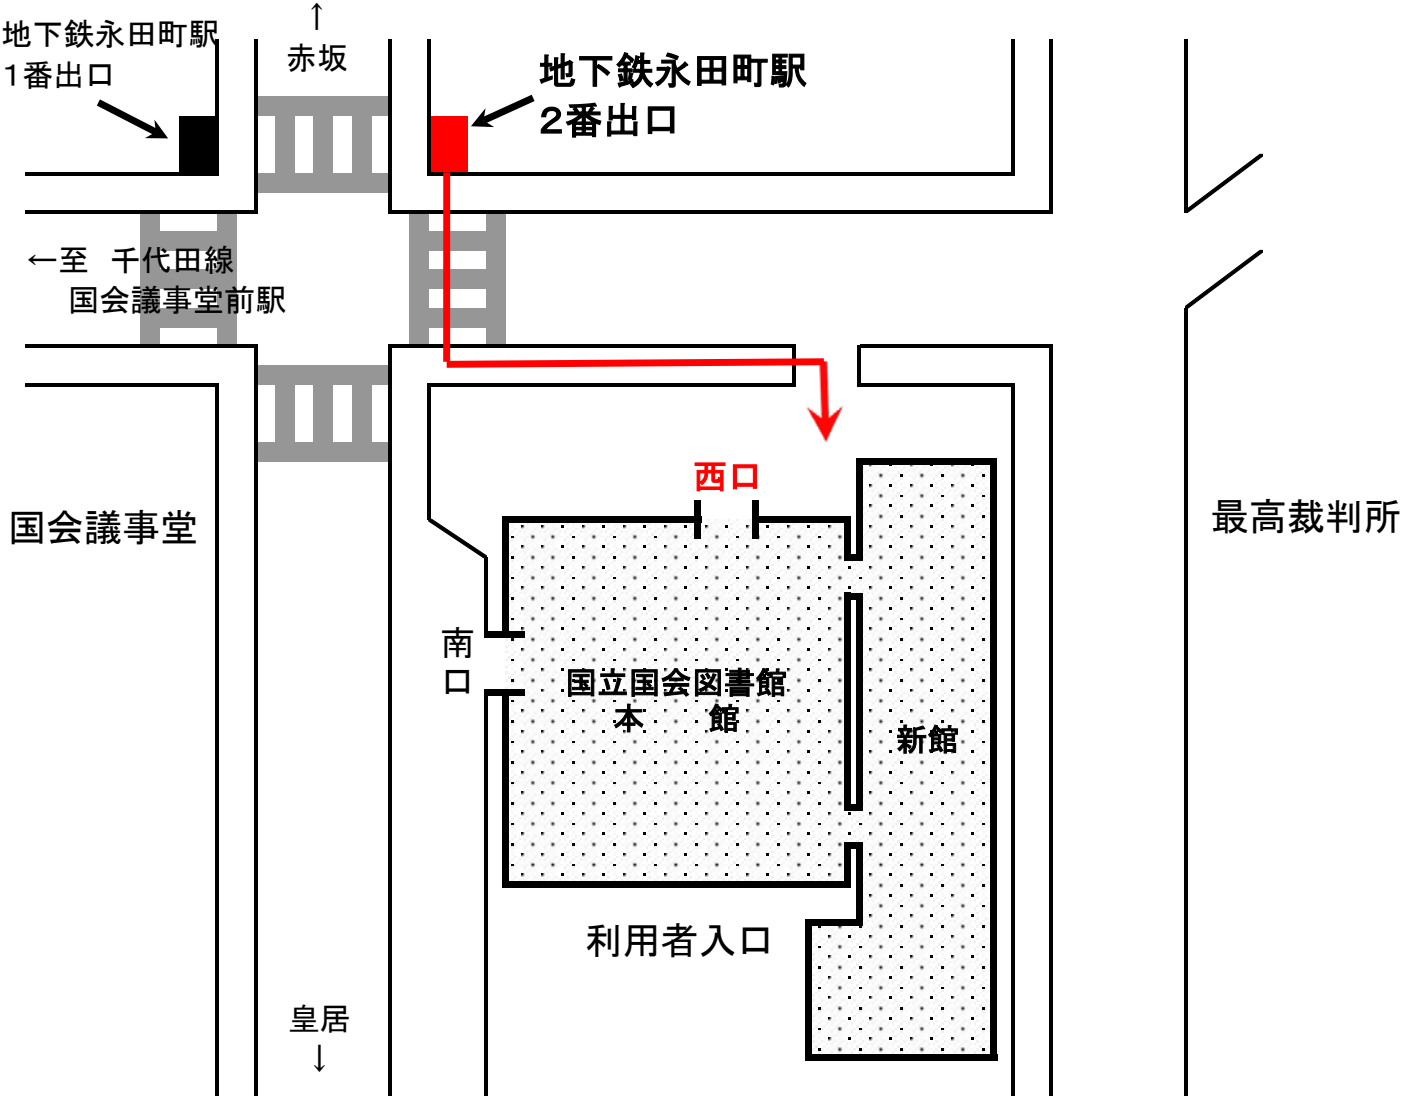 ↑
赤坂
地下鉄永田町駅
１番出口
地下鉄永田町駅
２番出口
←至　千代田線
国会議事堂前駅
西口
国会議事堂
最高裁判所
南
口
国立国会図書館
本　　館
新館
利用者入口
皇居
↓